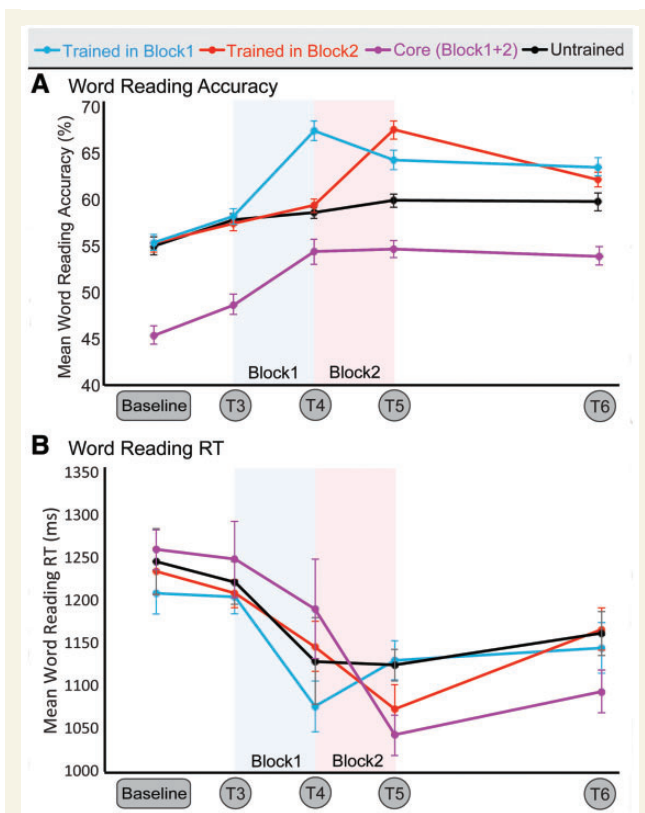 Trained in Block1 Trained in Block2 Core (Block1+2) Untrained
A Word Reading Accuracy
Mean Word Reading Accuracy (%)
70
65
60
55
50
45
40
Block1 Block2
Baseline T3 T4 T5 T6
B Word Reading RT
Mean Word Reading RT (ms)
1350
1300
1250
1200
1150
1100
1050
1000
Block1 Block2
Baseline T3 T4 T5 T6